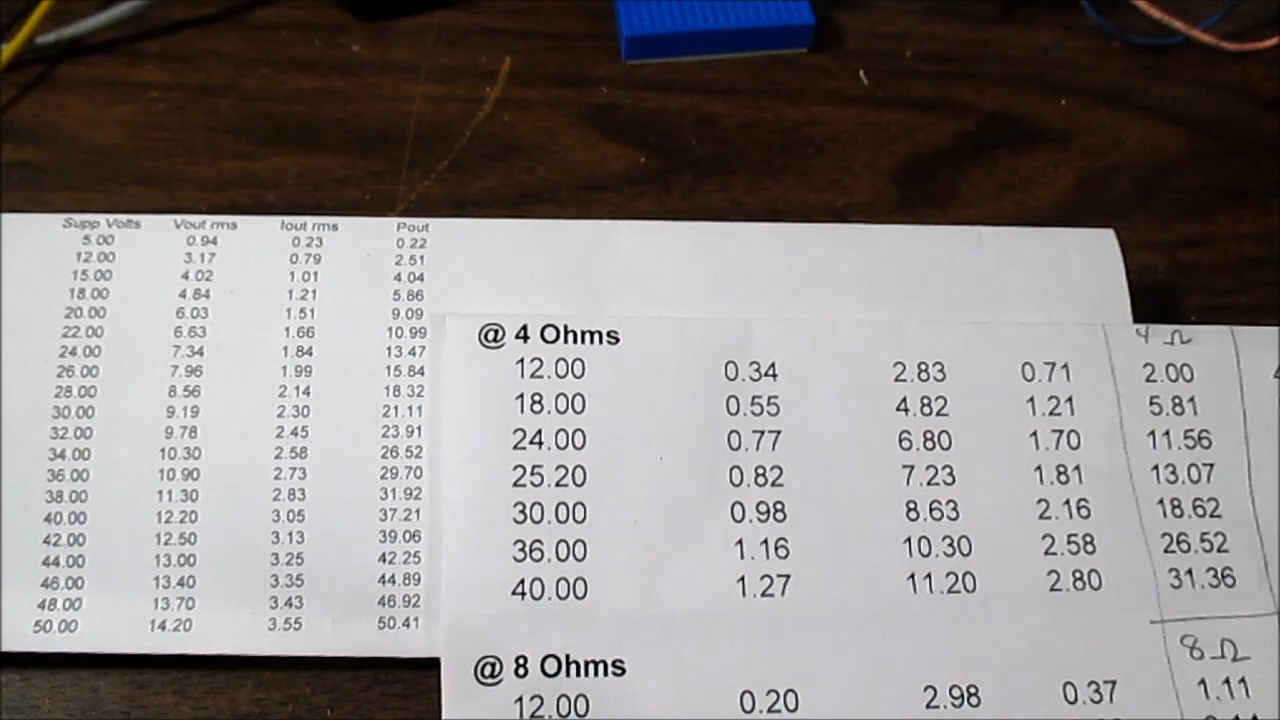 Supp Volts Vout rms Iout rms Pout
5.00 0.94 0.23 0.22
12.00 3.17 0.79 2.51
15.00 4.02 1.01 4.04
18.00 4.84 1.21 5.86
20.00 6.03 1.51 9.09
22.00 6.63 1.66 10.99
24.00 7.34 1.84 13.47
26.00 7.96 1.99 15.84
28.00 8.56 2.14 18.32
30.00 9.19 2.30 21.11
32.00 9.78 2.45 23.91
34.00 10.30 2.58 26.52
36.00 10.90 2.73 29.70
38.00 11.30 2.83 31.92
40.00 12.20 3.05 37.21
42.00 12.50 3.13 39.06
44.00 13.00 3.25 42.25
46.00 13.40 3.35 44.89
48.00 13.70 3.43 46.92
50.00 14.20 3.55 50.41
@ 4 Ohms 4 Ω
12.00 0.34 2.83 0.71 2.00
18.00 0.55 4.82 1.21 5.81
24.00 0.77 6.80 1.70 11.56
25.20 0.82 7.23 1.81 13.07
30.00 0.98 8.63 2.16 18.62
36.00 1.16 10.30 2.58 26.52
40.00 1.27 11.20 2.80 31.36
@ 8 Ohms 8 Ω
12.00 0.20 2.98 0.37 1.11